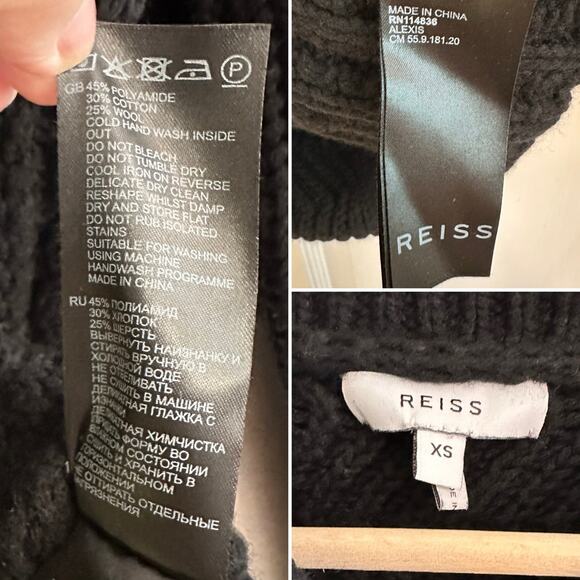 P
GB 45% POLYAMIDE
30% COTTON
25% WOOL
COLD HAND WASH INSIDE
OUT
DO NOT BLEACH
DO NOT TUMBLE DRY
COOL IRON ON REVERSE
DELICATE DRY CLEAN
RESHAPE WHILST DAMP
DRY AND STORE FLAT
DO NOT RUB ISOLATED
STAINS
SUITABLE FOR WASHING
USING MACHINE
HANDWASH PROGRAMME
MADE IN CHINA
RU 45% ПОЛИАМИД
30% ХЛОПОК
25% ШЕРСТЬ
ВЫВЕРНУТЬ НАИЗНАНКУ И
СТИРАТЬ ВРУЧНУЮ В
ХОЛОДНОЙ ВОДЕ
НЕ ОТБЕЛИВАТЬ
НЕ СУШИТЬ В МАШИНЕ
ГЛАЖКА С
ХИМЧИСТКА
ФОРМУ ВО
СОСТОЯНИИ
И ХРАНИТЬ В
ГОРИЗОНТАЛЬНОМ
ПОЛОЖЕНИИ
НЕ ОТТИРАТЬ ОТДЕЛЬНЫЕ
MADE IN CHINA
RN114836
ALEXIS
CM 55.9.181.20
REISS
REISS
XS